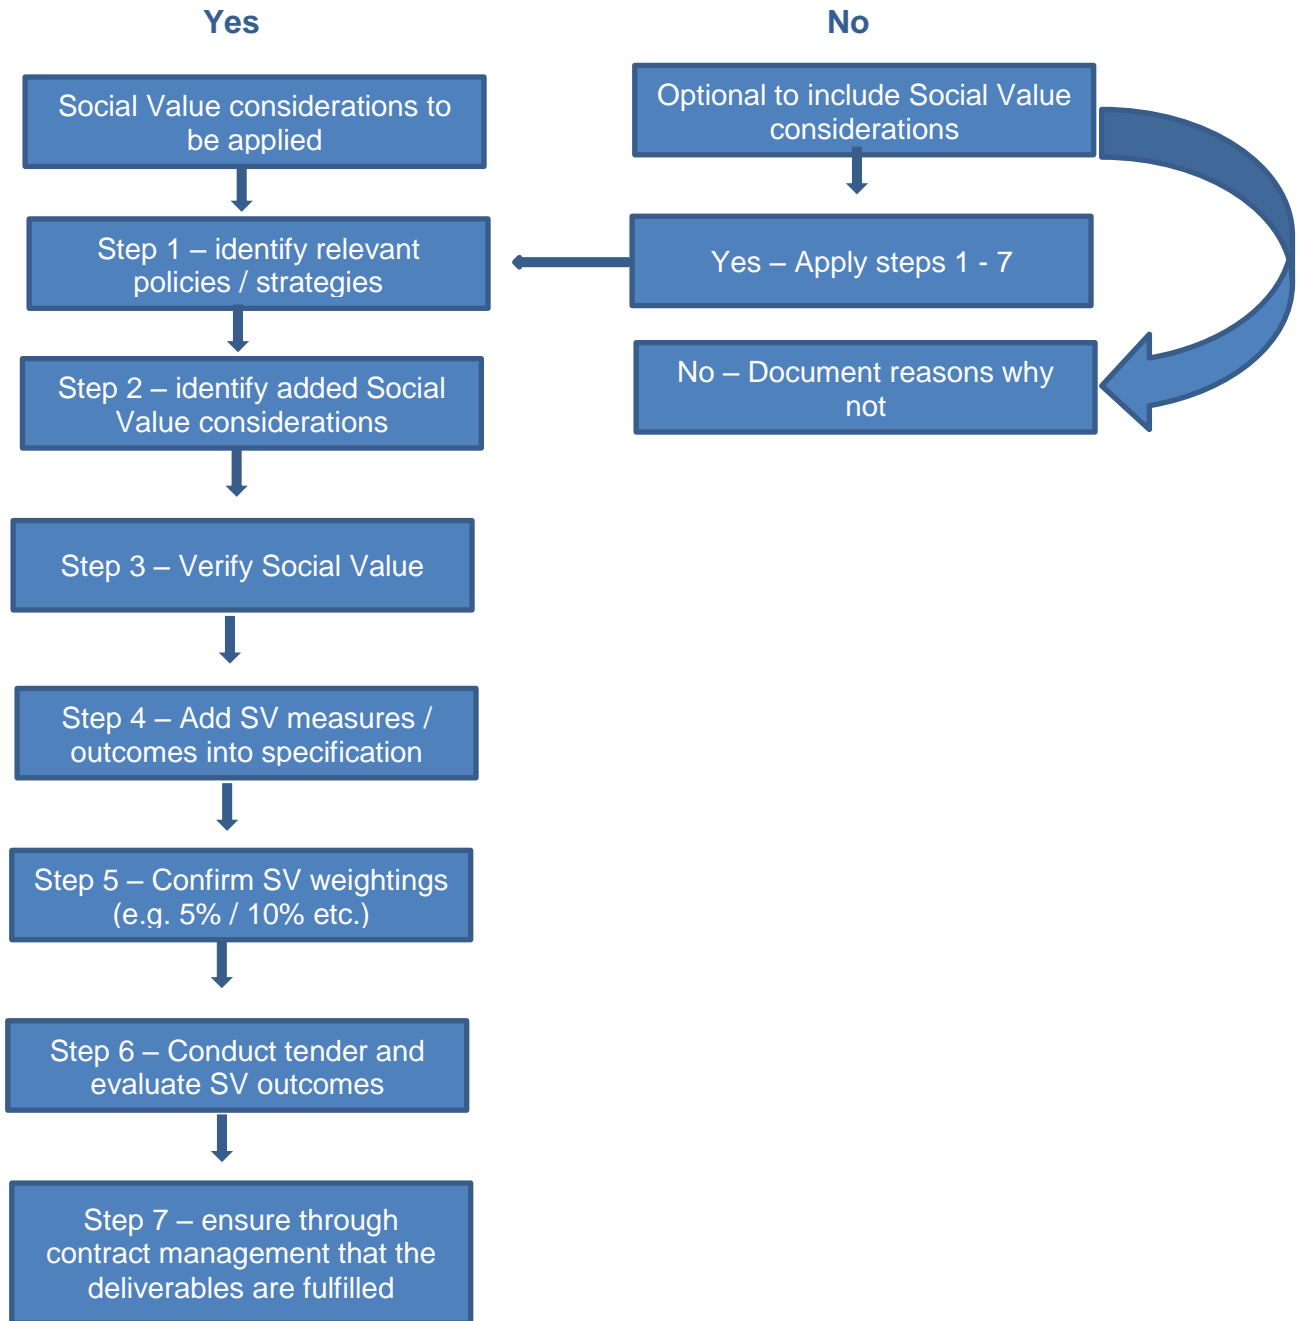 Yes
Social Value considerations to
be applied
Step 1 – identify relevant
policies / strategies
Step 2 – identify added Social
Value considerations
Step 3 – Verify Social Value
Step 4 – Add SV measures /
outcomes into specification
Step 5 – Confirm SV weightings
(e.g. 5% / 10% etc.)
Step 6 – Conduct tender and
evaluate SV outcomes
Step 7 – ensure through
contract management that the
deliverables are fulfilled
No
Optional to include Social Value
considerations
Yes – Apply steps 1 - 7
No – Document reasons why
not